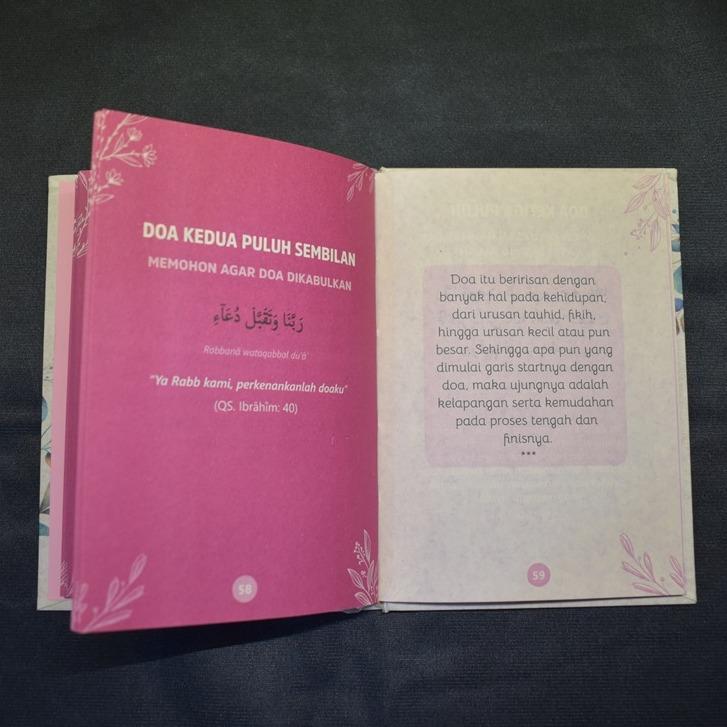 DOA KEDUA PULUH SEMBILAN
MEMOHON AGAR DOA DIKABULKAN
رَبَّنَا وَتَقَبَّلْ دُعَآءِ
Rabbanā wataqabbal du'ā'
"Ya Rabb kami, perkenankanlah doaku"
(QS. Ibrāhīm: 40)
58
Doa itu beririsan dengan
banyak hal pada kehidupan,
dari urusan tauhid, fikih,
hingga urusan kecil atau pun
besar. Sehingga apa pun yang
dimulai garis startnya dengan
doa, maka ujungnya adalah
kelapangan serta kemudahan
pada proses tengah dan
finisnya.
***
59